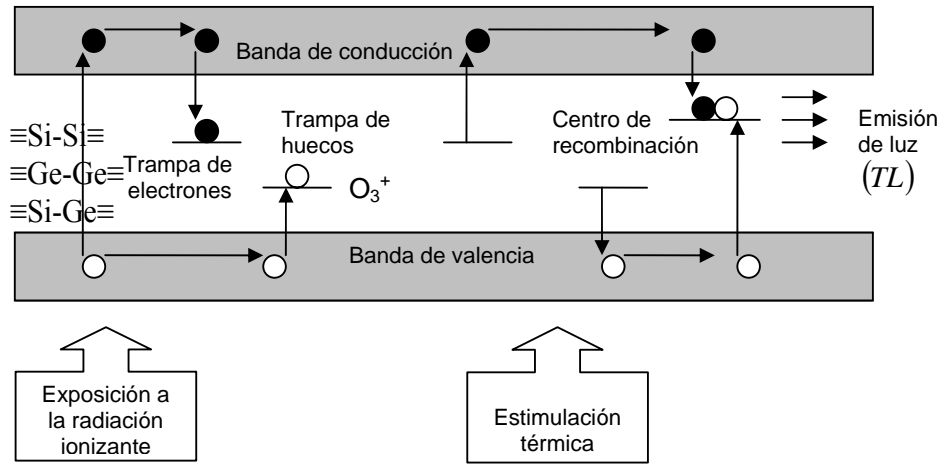 Banda de conducción
≡Si-Si≡
≡Ge-Ge≡
≡Si-Ge≡
Trampa de
electrones
Trampa de
huecos
O₃⁺
Centro de
recombinación
Emisión
de luz
(TL)
Banda de valencia
Exposición a
la radiación
ionizante
Estimulación
térmica